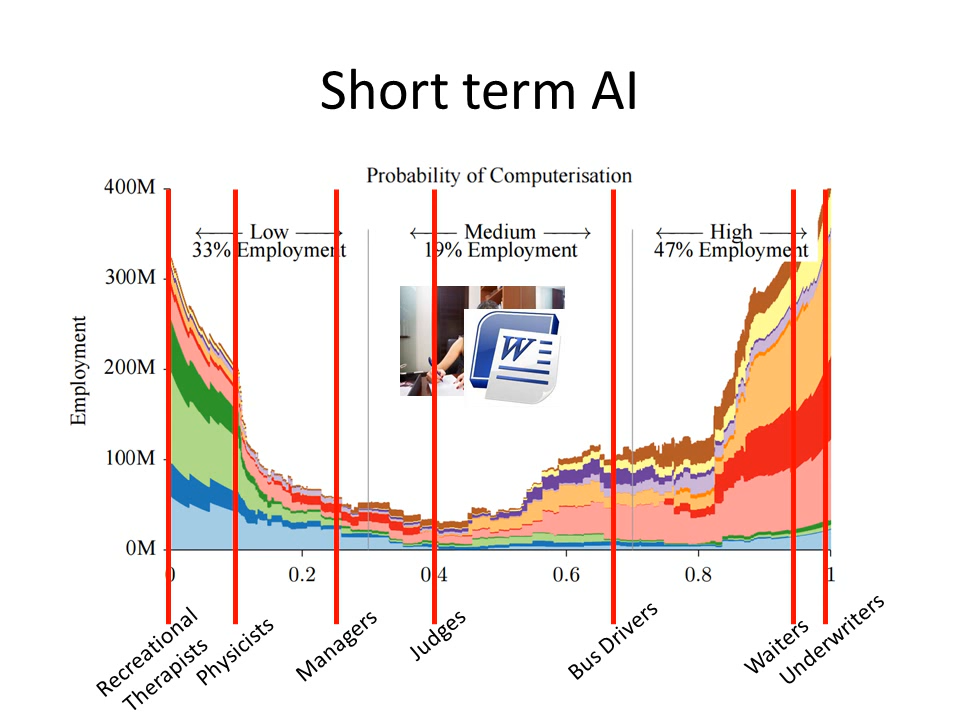 Short term AI
Probability of Computerisation
400M
300M
200M
100M
0M
Employment
Low
33% Employment
Medium
19% Employment
High
47% Employment
W
0
0.2
0.4
0.6
0.8
1
Recreational
Therapists
Physicists
Managers
Judges
Bus Drivers
Waiters
Underwriters